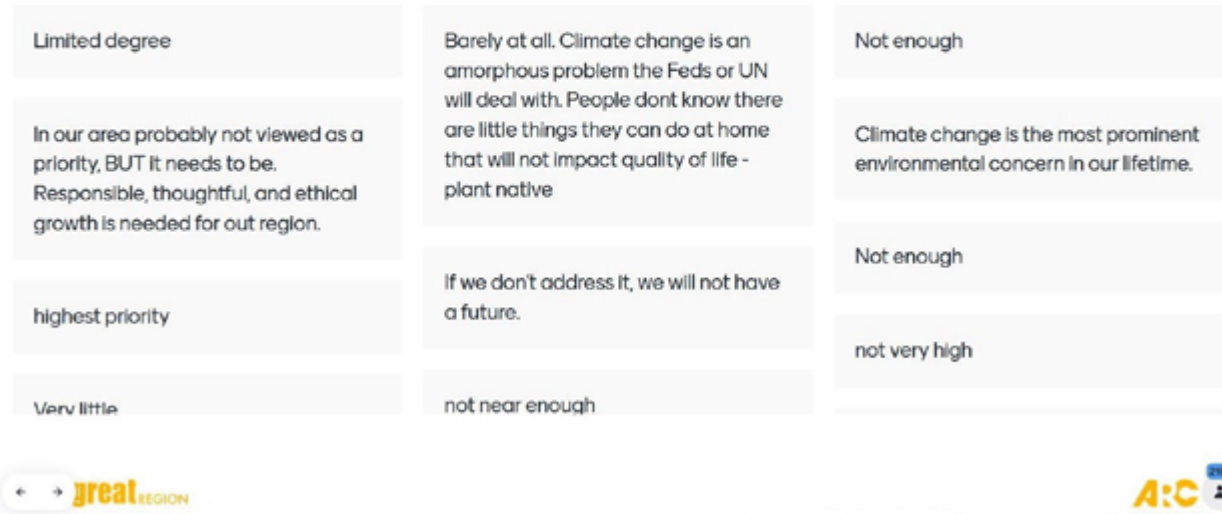 Limited degree
In our area probably not viewed as a
priority, BUT it needs to be.
Responsible, thoughtful, and ethical
growth is needed for out region.
highest priority
Very little
Barely at all. Climate change is an
amorphous problem the Feds or UN
will deal with. People dont know there
are little things they can do at home
that will not impact quality of life -
plant native
If we don't address it, we will not have
a future.
not near enough
Not enough
Climate change is the most prominent
environmental concern in our lifetime.
Not enough
not very high
great REGION
ARC